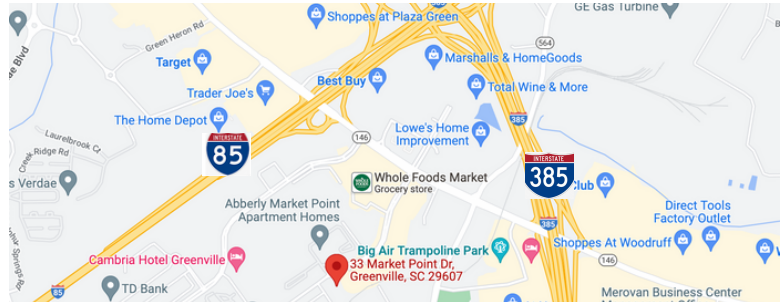 Shoppes at Plaza Green
GE Gas Turbine
Green Heron Rd
564
de Blvd
Target
Marshalls & HomeGoods
Best Buy
Trader Joe's
Total Wine & More
The Home Depot
385
Laurelbrook Ct
INTERSTATE
85
146
Lowe's Home
Improvement
Creek Ridge Rd
INTERSTATE
385
s Verdae
Whole Foods Market
Grocery store
Club
Abberly Market Point
Apartment Homes
Direct Tools
Factory Outlet
385
Big Air Trampoline Park
Shoppes At Woodruff
Cambria Hotel Greenville
33 Market Point Dr,
Greenville, SC 29607
146
85
TD Bank
Merovan Business Center